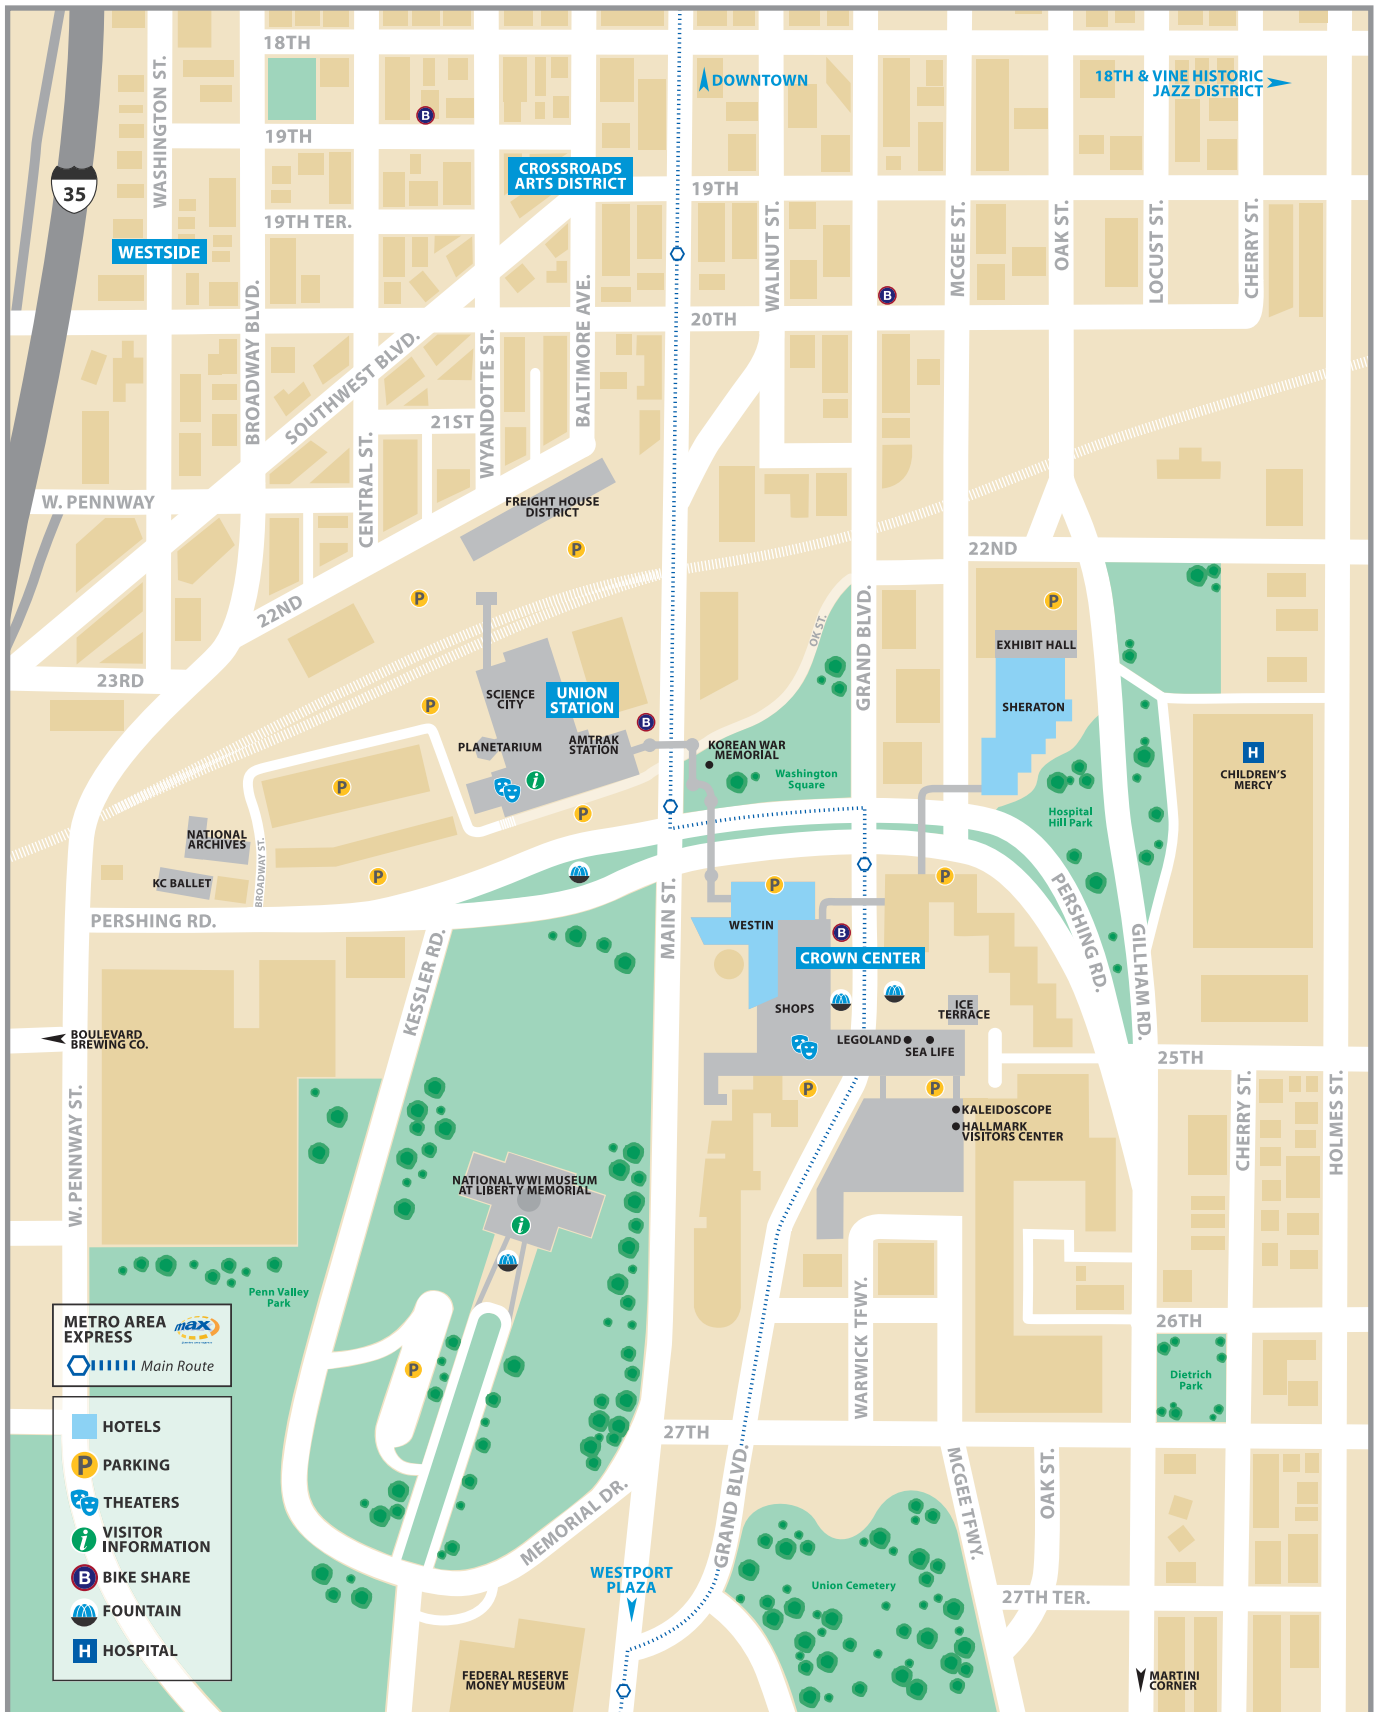 18TH
DOWNTOWN
18TH & VINE HISTORIC
JAZZ DISTRICT
WASHINGTON ST.
B
19TH
35
CROSSROADS
ARTS DISTRICT
19TH
19TH TER.
WESTSIDE
WALNUT ST.
MCGEE ST.
OAK ST.
LOCUST ST.
CHERRY ST.
BROADWAY BLVD.
BALTIMORE AVE.
B
20TH
SOUTHWEST BLVD.
WYANDOTTE ST.
21ST
CENTRAL ST.
W. PENNWAY
FREIGHT HOUSE
DISTRICT
P
22ND
P
22ND
P
OK ST.
GRAND BLVD.
EXHIBIT HALL
23RD
SCIENCE
CITY
UNION
STATION
P
B
SHERATON
PLANETARIUM
AMTRAK
STATION
KOREAN WAR
MEMORIAL
Washington
Square
H
CHILDREN'S
MERCY
P
i
P
Hospital
Hill Park
NATIONAL
ARCHIVES
BROADWAY ST.
KC BALLET
P
P
P
PERSHING RD.
MAIN ST.
WESTIN
B
CROWN CENTER
PERSHING RD.
GILLHAM RD.
KESSLER RD.
SHOPS
ICE
TERRACE
BOULEVARD
BREWING CO.
LEGOLAND
SEA LIFE
25TH
P
P
KALEIDOSCOPE
HALLMARK
VISITORS CENTER
W. PENNWAY ST.
CHERRY ST.
HOLMES ST.
NATIONAL WWI MUSEUM
AT LIBERTY MEMORIAL
i
Penn Valley
Park
WARWICK TFWY.
26TH
METRO AREA
EXPRESS
max
Main Route
P
Dietrich
Park
HOTELS
P
PARKING
THEATERS
i
VISITOR
INFORMATION
B
BIKE SHARE
FOUNTAIN
H
HOSPITAL
27TH
GRAND BLVD.
MCGEE TFWY.
OAK ST.
MEMORIAL DR.
WESTPORT
PLAZA
Union Cemetery
27TH TER.
FEDERAL RESERVE
MONEY MUSEUM
MARTINI
CORNER